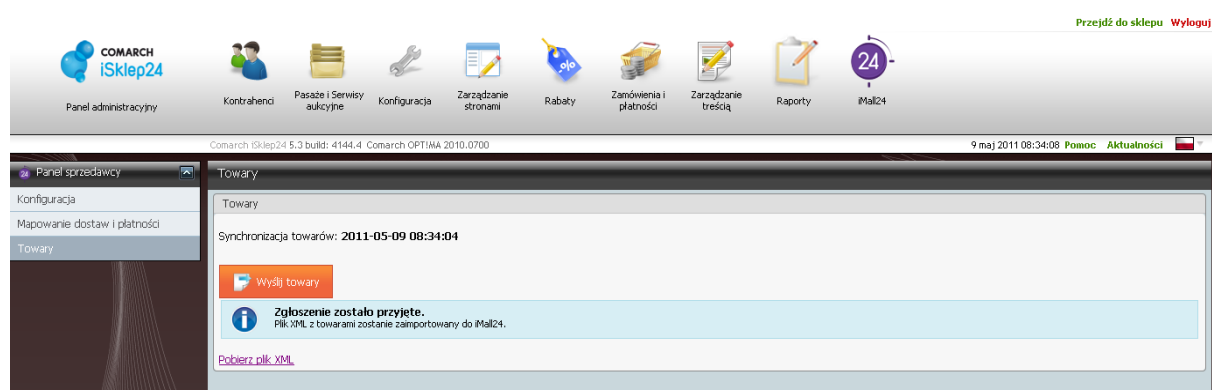 Przejdź do sklepu Wyloguj
COMARCH
iSklep24
Panel administracyjny
Kontrahenci
Pasaże i Serwisy
aukcyjne
Konfiguracja
Zarządzanie
stronami
%
Rabaty
Zamówienia i
płatności
Zarządzanie
treścią
Raporty
24
iMall24
Comarch iSklep24 5.3 build: 4144.4 Comarch OPT!MA 2010.0700
9 maj 2011 08:34:08 Pomoc Aktualności
24 Panel sprzedawcy
Konfiguracja
Mapowanie dostaw i płatności
Towary
Towary
Towary
Synchronizacja towarów: 2011-05-09 08:34:04
Wyślij towary
Zgłoszenie zostało przyjęte.
Plik XML z towarami zostanie zaimportowany do iMall24.
Pobierz plik XML